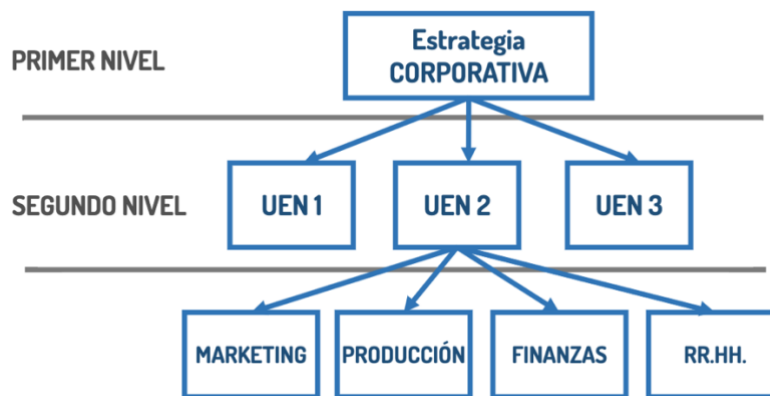 PRIMER NIVEL
Estrategia
CORPORATIVA
SEGUNDO NIVEL
UEN 1
UEN 2
UEN 3
MARKETING
PRODUCCIÓN
FINANZAS
RR.HH.